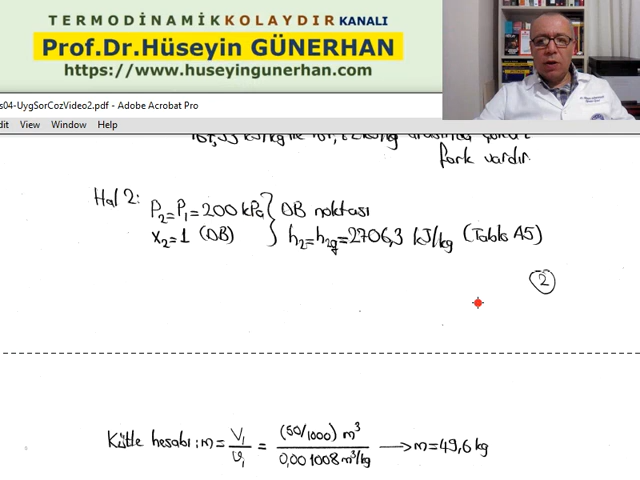 TERMODİNAMİKKOLAYDIR KANALI
Prof.Dr.Hüseyin GÜNERHAN
https://www.huseyingunerhan.com
s04-UygSorCozVideo2.pdf - Adobe Acrobat Pro
dit View Window Help
fark vardır.
Hal 2: P₂=P₁=200 kPa } DB noktası
x₂=1 (DB) } h₂=h₂g=2706,3 kJ/kg (Tablo A5)
2
Kütle hesabı: m = V₁/v₁ = (50/1000) m³ / 0,001008 m³/kg → m=49,6 kg